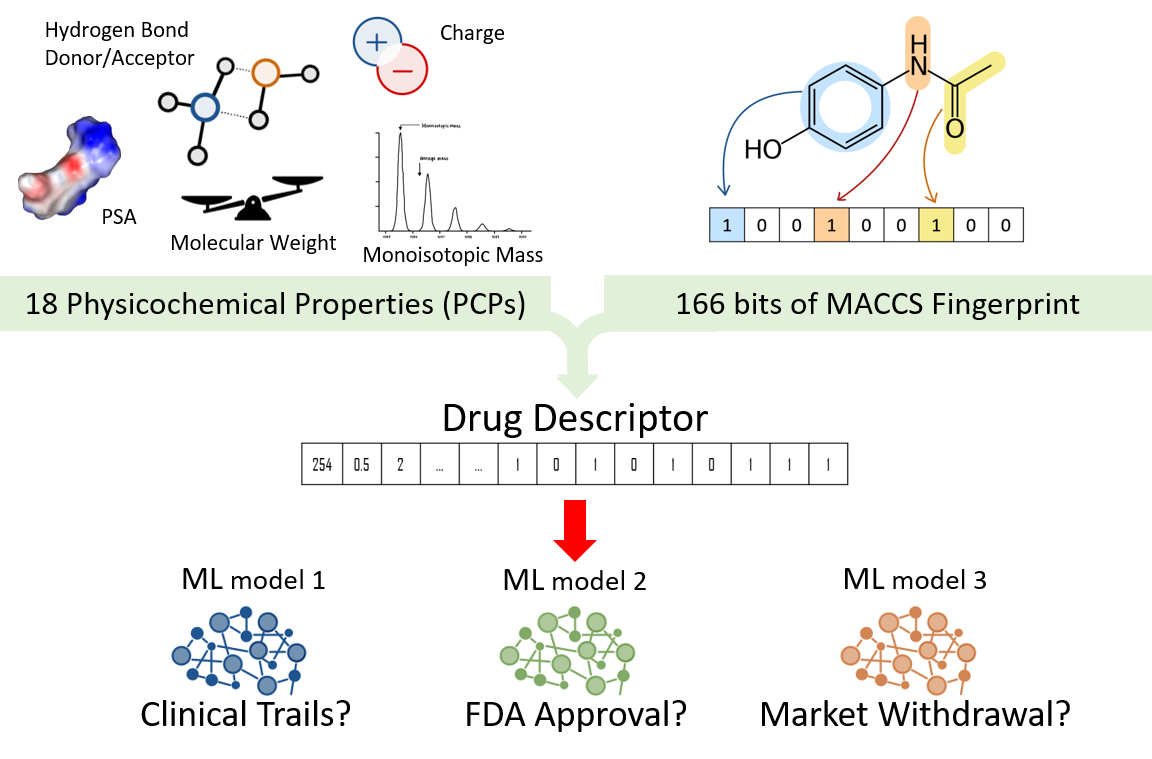 Hydrogen Bond
Donor/Acceptor
Charge
PSA
Molecular Weight
Monoisotopic mass
Average mass
Monoisotopic Mass
H
N
O
HO
1 0 0 1 0 0 1 0 0
18 Physicochemical Properties (PCPs)
166 bits of MACCS Fingerprint
Drug Descriptor
254 0.5 2 ... ... 1 0 1 0 1 0 1 1 1
ML model 1
ML model 2
ML model 3
Clinical Trails?
FDA Approval?
Market Withdrawal?